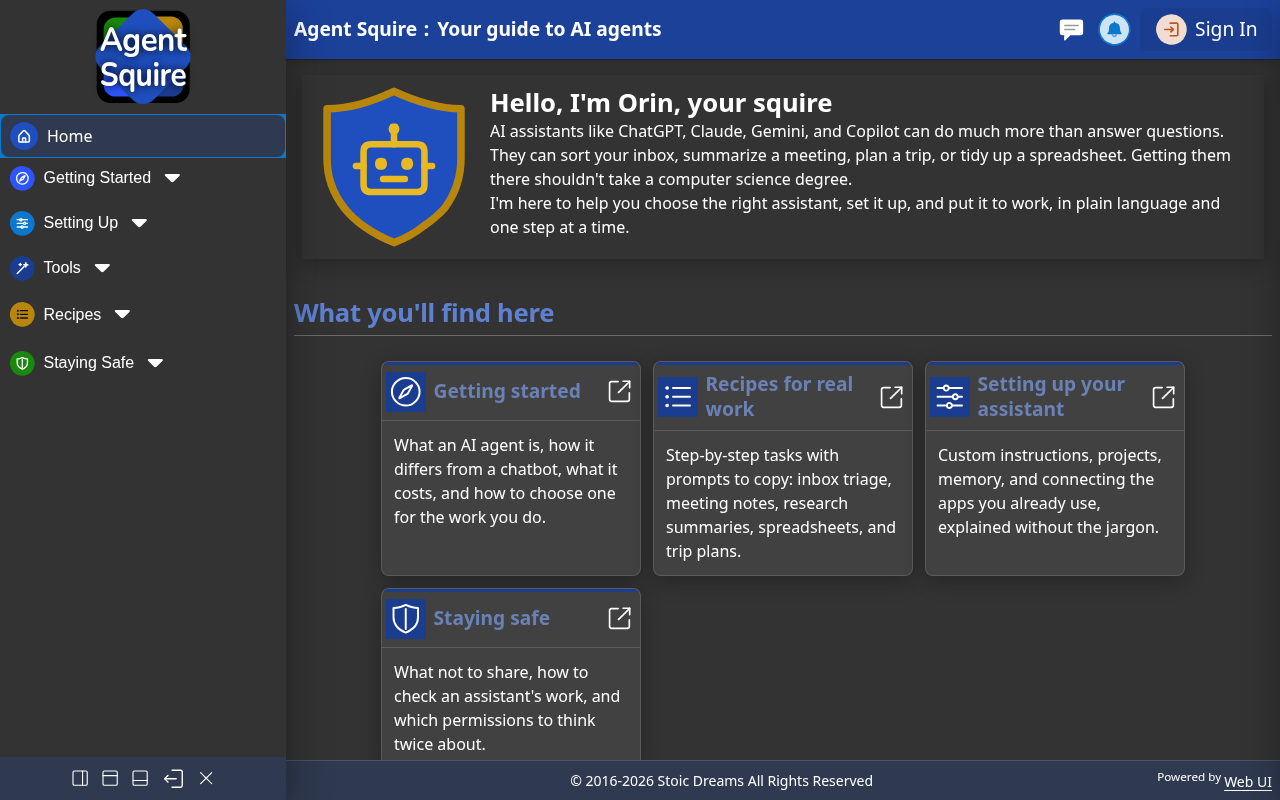 Agent
Squire
Home
Getting Started
Setting Up
Tools
Recipes
Staying Safe
Agent Squire : Your guide to AI agents
Sign In
Hello, I'm Orin, your squire
AI assistants like ChatGPT, Claude, Gemini, and Copilot can do much more than answer questions.
They can sort your inbox, summarize a meeting, plan a trip, or tidy up a spreadsheet. Getting them
there shouldn't take a computer science degree.
I'm here to help you choose the right assistant, set it up, and put it to work, in plain language and
one step at a time.
What you'll find here
Getting started
What an AI agent is, how it
differs from a chatbot, what it
costs, and how to choose one
for the work you do.
Recipes for real
work
Step-by-step tasks with
prompts to copy: inbox triage,
meeting notes, research
summaries, spreadsheets, and
trip plans.
Setting up your
assistant
Custom instructions, projects,
memory, and connecting the
apps you already use,
explained without the jargon.
Staying safe
What not to share, how to
check an assistant's work, and
which permissions to think
twice about.
© 2016-2026 Stoic Dreams All Rights Reserved
Powered by Web UI